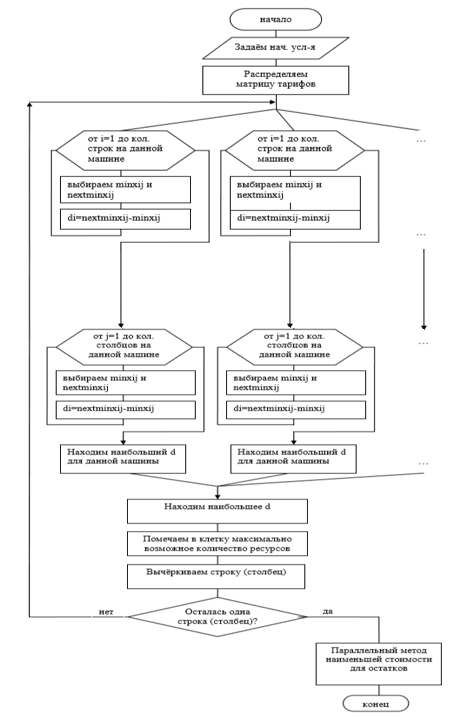 начало
Задаём нач. усл-я
Распределяем
матрицу тарифов
от i=1 до кол.
строк на данной
машине
выбираем minxij и
nextminxij
di=nextminxij-minxij
от i=1 до кол.
строк на данной
машине
выбираем minxij и
nextminxij
di=nextminxij-minxij
...
...
от j=1 до кол.
столбцов на
данной машине
выбираем minxij и
nextminxij
di=nextminxij-minxij
Находим наибольший d
для данной машины
от j=1 до кол.
столбцов на
данной машине
выбираем minxij и
nextminxij
di=nextminxij-minxij
Находим наибольший d
для данной машины
...
...
Находим наибольшее d
Помечаем в клетку максимально
возможное количество ресурсов
Вычёркиваем строку (столбец)
нет
Осталась одна
строка (столбец)?
да
Параллельный метод
наименьшей стоимости
для остатков
конец